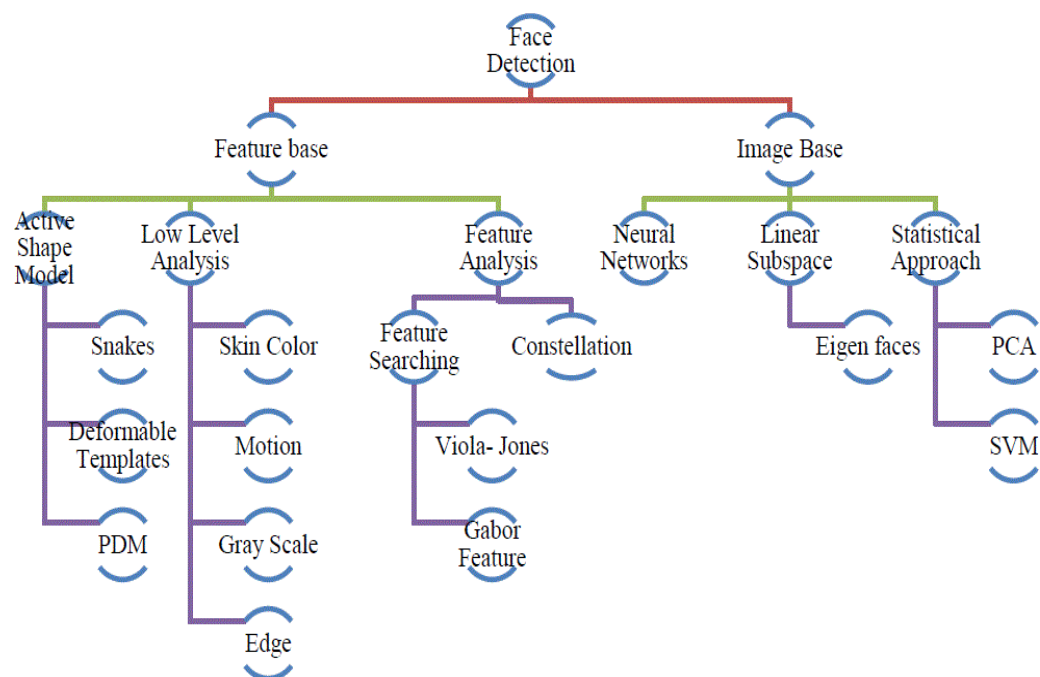 Face
Detection
Feature base
Image Base
Active
Shape
Model
Low Level
Analysis
Feature
Analysis
Neural
Networks
Linear
Subspace
Statistical
Approach
Snakes
Skin Color
Feature
Searching
Constellation
Eigen faces
PCA
Deformable
Templates
Motion
Viola- Jones
SVM
PDM
Gray Scale
Gabor
Feature
Edge